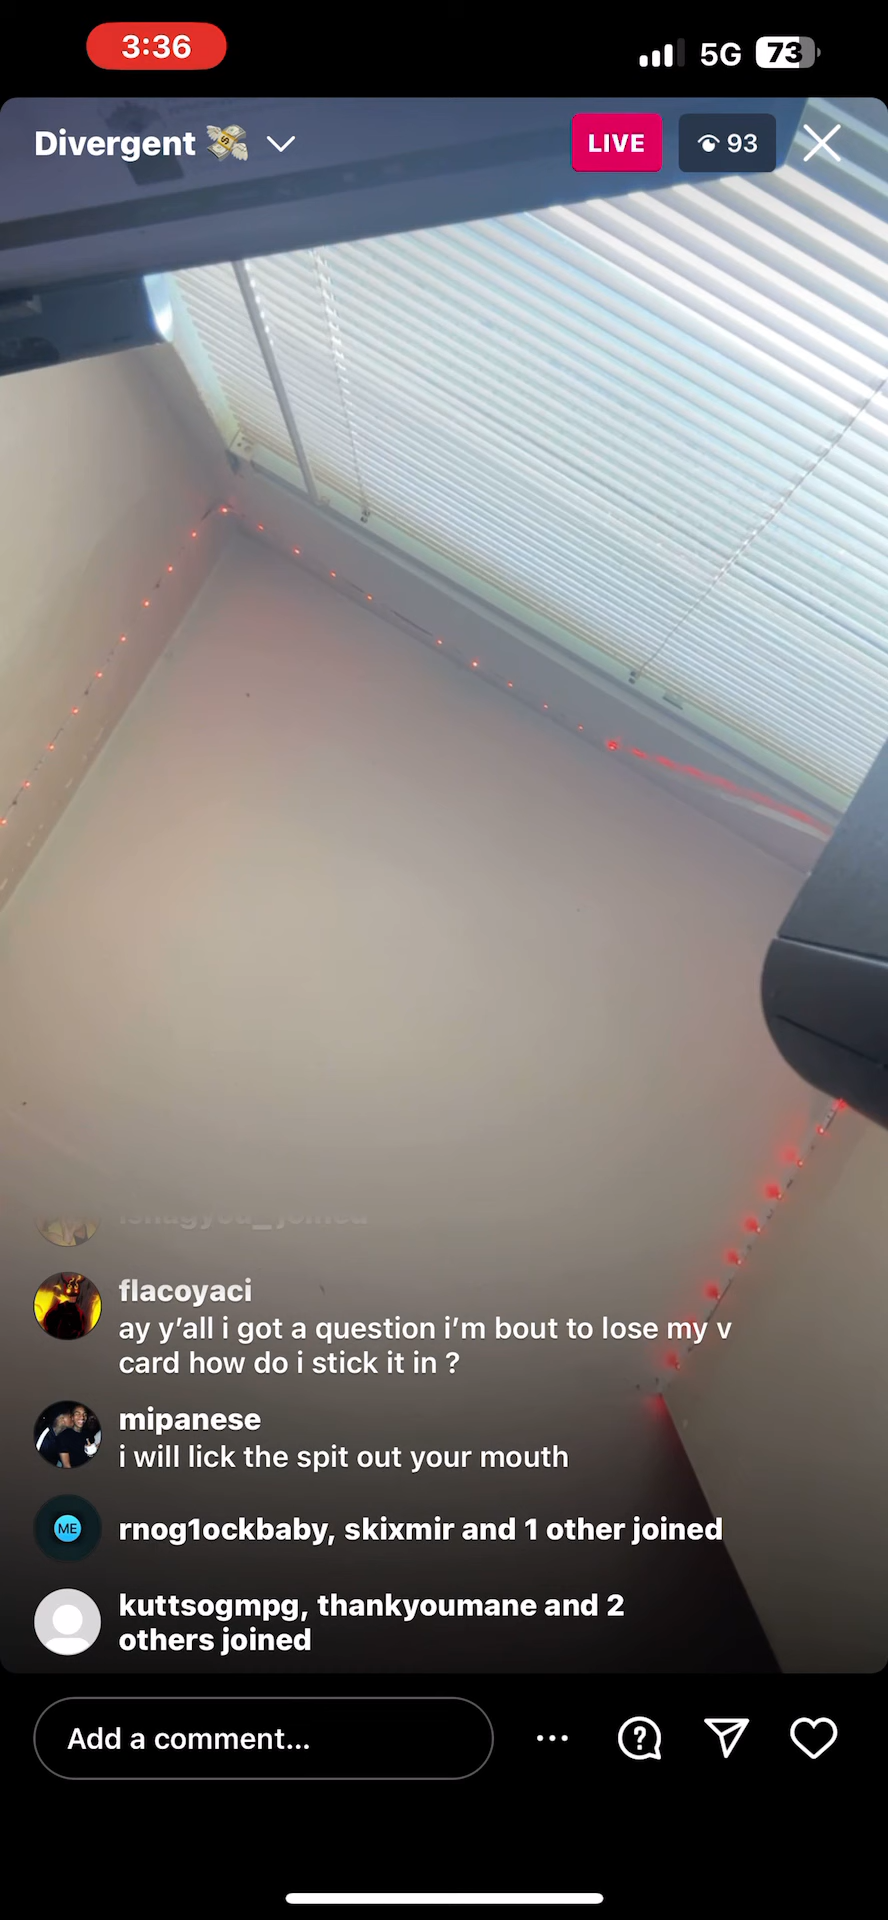 3:36
5G 73
Divergent 💸
LIVE
93
flacoyaci
ay y’all i got a question i’m bout to lose my v
card how do i stick it in ?
mipanese
i will lick the spit out your mouth
ME
rnog1ockbaby, skixmir and 1 other joined
kuttsogmpg, thankyoumane and 2
others joined
Add a comment...